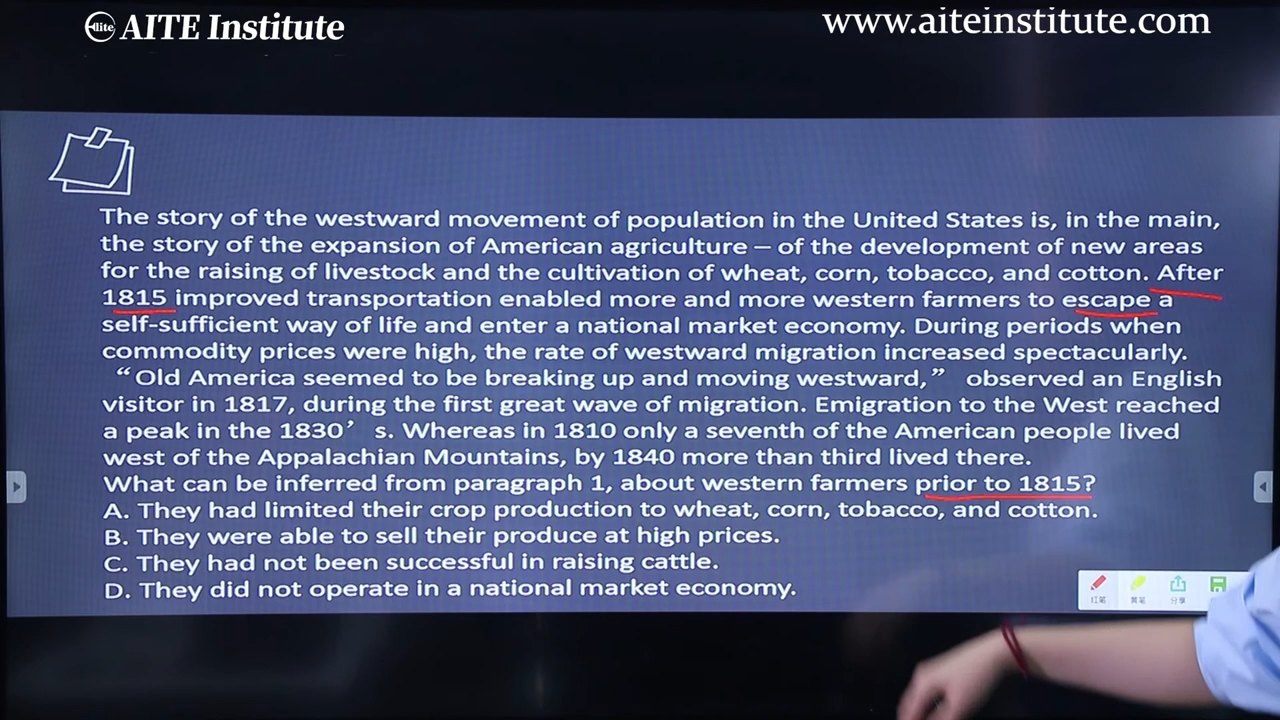 Elite AITE Institute
www.aiteinstitute.com
The story of the westward movement of population in the United States is, in the main,
the story of the expansion of American agriculture – of the development of new areas
for the raising of livestock and the cultivation of wheat, corn, tobacco, and cotton. After
1815 improved transportation enabled more and more western farmers to escape a
self-sufficient way of life and enter a national market economy. During periods when
commodity prices were high, the rate of westward migration increased spectacularly.
“Old America seemed to be breaking up and moving westward,” observed an English
visitor in 1817, during the first great wave of migration. Emigration to the West reached
a peak in the 1830’ s. Whereas in 1810 only a seventh of the American people lived
west of the Appalachian Mountains, by 1840 more than third lived there.
What can be inferred from paragraph 1, about western farmers prior to 1815?
A. They had limited their crop production to wheat, corn, tobacco, and cotton.
B. They were able to sell their produce at high prices.
C. They had not been successful in raising cattle.
D. They did not operate in a national market economy.
红笔 黄笔 分享